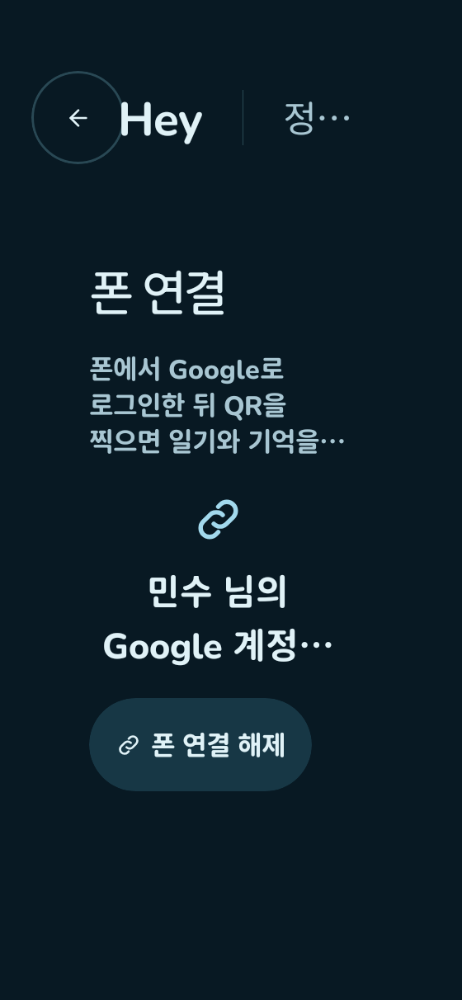 Hey
정…
폰 연결
폰에서 Google로
로그인한 뒤 QR을
찍으면 일기와 기억을…
민수 님의
Google 계정…
폰 연결 해제